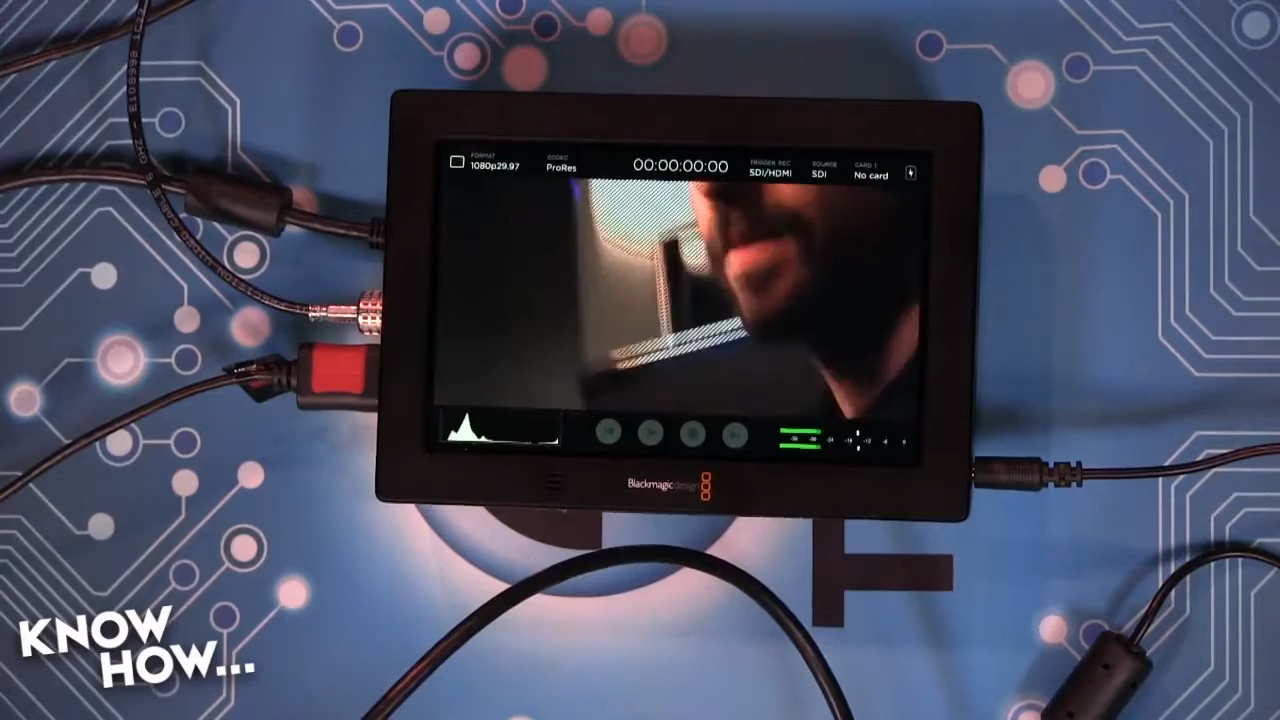 FORMAT
1080p29.97
CODEC
ProRes
00:00:00:00
TRIGGER REC
SDI/HDMI
SOURCE
SDI
CARD 1
No card
Blackmagicdesign
KNOW
HOW...